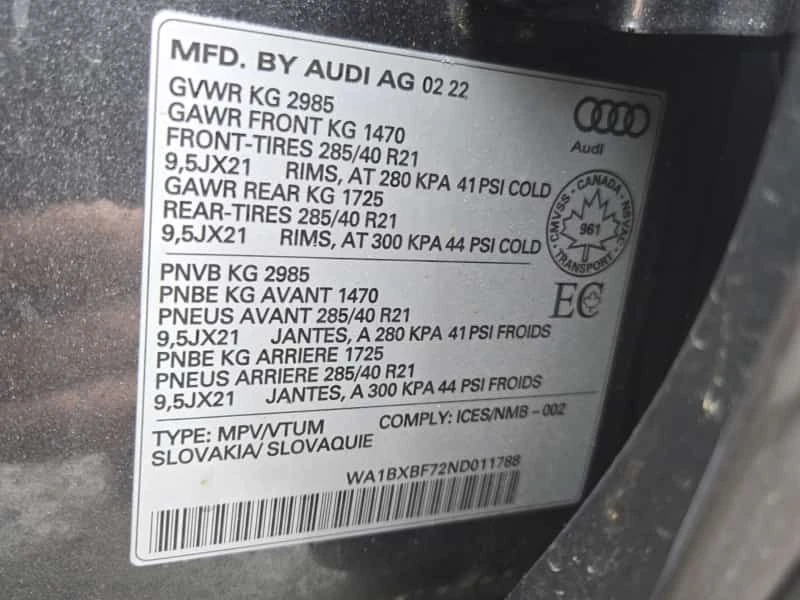 MFD. BY AUDI AG 02 22
GVWR KG 2985
GAWR FRONT KG 1470
FRONT-TIRES 285/40 R21
9,5JX21 RIMS, AT 280 KPA 41 PSI COLD
GAWR REAR KG 1725
REAR-TIRES 285/40 R21
9,5JX21 RIMS, AT 300 KPA 44 PSI COLD
Audi
CMVSS - CANADA - NSVAC
961
TRANSPORT
PNVB KG 2985
PNBE KG AVANT 1470
PNEUS AVANT 285/40 R21
9,5JX21 JANTES, A 280 KPA 41 PSI FROIDS
PNBE KG ARRIERE 1725
PNEUS ARRIERE 285/40 R21
9,5JX21 JANTES, A 300 KPA 44 PSI FROIDS
EC
TYPE: MPV/VTUM COMPLY: ICES/NMB - 002
SLOVAKIA/ SLOVAQUIE
WA1BXBF72ND011788